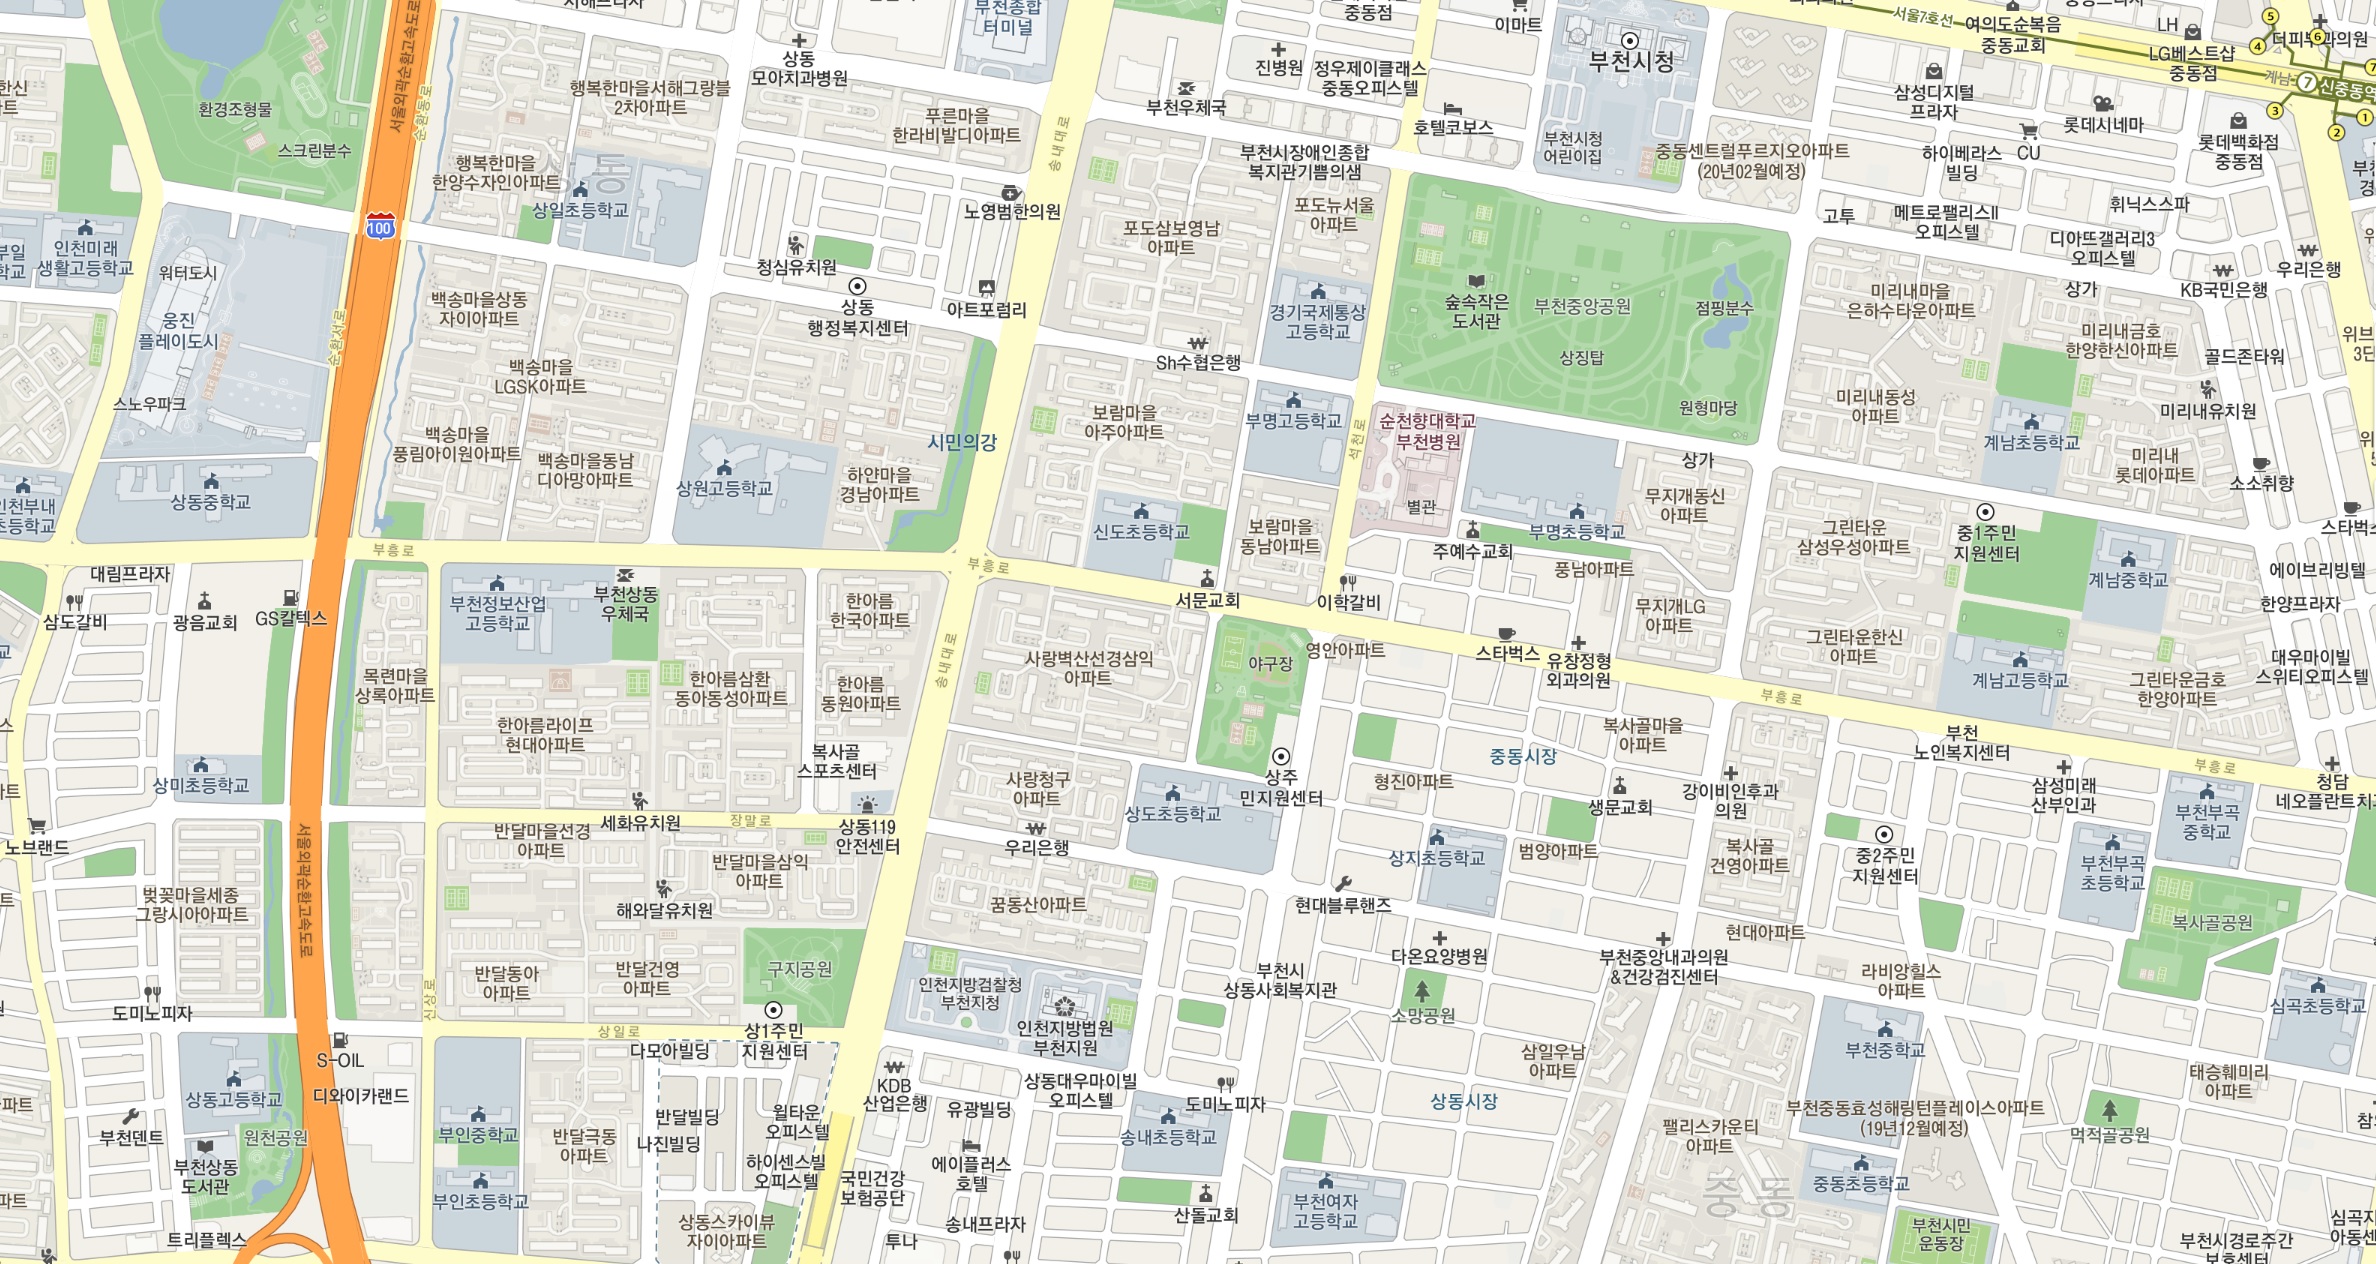 부천종합
터미널
중동점
이마트
부천시청
서울7호선
여의도순복음
중동교회
LH
LG베스트샵
중동점
계남
7 신중동역
5
4
6
3
2
1
서울외곽순환고속도로
순환동로
환경조형물
스크린분수
행복한마을서해그랑블
2차아파트
행복한마을
한양수자인아파트
상동
상일초등학교
상동
모아치과병원
푸른마을
한라비발디아파트
노영범한의원
송내대로
진병원
정우제이클래스
중동오피스텔
부천우체국
호텔코보스
부천시장애인종합
복지관기쁨의샘
부천시청
어린이집
중동센트럴푸르지오아파트
(20년02월예정)
삼성디지털
프라자
롯데시네마
하이베라스
빌딩
CU
롯데백화점
중동점
인천미래
생활고등학교
100
워터도시
웅진
플레이도시
스노우파크
순환서로
백송마을상동
자이아파트
백송마을
LGSK아파트
백송마을
풍림아이원아파트
백송마을동남
디아망아파트
청심유치원
상동
행정복지센터
아트포럼리
포도삼보영남
아파트
포도뉴서울
아파트
경기국제통상
고등학교
Sh수협은행
숲속작은
도서관
부천중앙공원
점핑분수
상징탑
원형마당
고투
메트로팰리스II
오피스텔
휘닉스스파
디아뜨갤러리3
오피스텔
우리은행
KB국민은행
상가
미리내마을
은하수타운아파트
미리내금호
한양한신아파트
골드존타워
미리내동성
아파트
미리내유치원
계남초등학교
미리내
롯데아파트
소소취향
상동중학교
상원고등학교
하얀마을
경남아파트
시민의강
보람마을
아주아파트
부명고등학교
석천로
순천향대학교
부천병원
별관
상가
무지개동신
아파트
신도초등학교
보람마을
동남아파트
주예수교회
부명초등학교
풍남아파트
그린타운
삼성우성아파트
중1주민
지원센터
계남중학교
에이브리빙텔
한양프라자
부흥로
부흥로
대림프라자
삼도갈비
광음교회
GS칼텍스
부천정보산업
고등학교
부천상동
우체국
한아름
한국아파트
서문교회
이학갈비
무지개LG
아파트
그린타운한신
아파트
계남고등학교
그린타운금호
한양아파트
대우마이빌
스위티오피스텔
목련마을
상록아파트
한아름삼환
동아동성아파트
한아름
동원아파트
한아름라이프
현대아파트
송내대로
사랑벽산선경삼익
아파트
야구장
영안아파트
스타벅스
유창정형
외과의원
부흥로
복사골마을
아파트
부천
노인복지센터
부흥로
상미초등학교
복사골
스포츠센터
사랑청구
아파트
상도초등학교
상주
민지원센터
중동시장
형진아파트
생문교회
강이비인후과
의원
삼성미래
산부인과
부천부곡
중학교
청담
노브랜드
세화유치원
장말로
상동119
안전센터
반달마을선경
아파트
반달마을삼익
아파트
우리은행
상지초등학교
범양아파트
복사골
건영아파트
중2주민
지원센터
부천부곡
초등학교
벚꽃마을세종
그랑시아아파트
서울외곽순환고속도로
해와달유치원
꿈동산아파트
현대블루핸즈
현대아파트
복사골공원
반달동아
아파트
반달건영
아파트
구지공원
인천지방검찰청
부천지청
인천지방법원
부천지원
부천시
상동사회복지관
다온요양병원
소망공원
부천중앙내과의원
&건강검진센터
라비앙힐스
아파트
심곡초등학교
도미노피자
신상로
상일로
상1주민
지원센터
다모아빌딩
S-OIL
디와이카랜드
상동고등학교
부천덴트
원천공원
부천상동
도서관
트리플렉스
부인중학교
부인초등학교
반달극동
아파트
반달빌딩
나진빌딩
월타운
오피스텔
하이센스빌
오피스텔
상동스카이뷰
자이아파트
KDB
산업은행
유광빌딩
상동대우마이빌
오피스텔
에이플러스
호텔
국민건강
보험공단
송내프라자
투나
도미노피자
송내초등학교
산돌교회
부천여자
고등학교
상동시장
삼일우남
아파트
팰리스카운티
아파트
중동
부천중학교
부천중동효성해링턴플레이스아파트
(19년12월예정)
중동초등학교
부천시민
운동장
태승훼미리
아파트
먹적골공원
부천시경로주간
보호센터